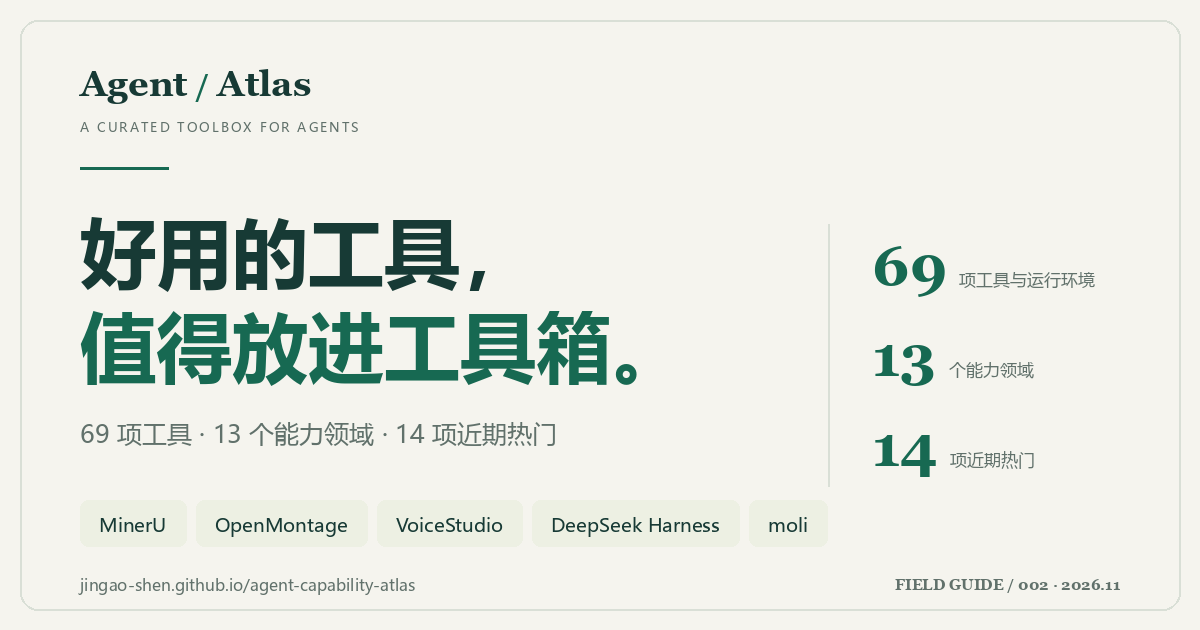 Agent / Atlas
A CURATED TOOLBOX FOR AGENTS
好用的工具，
值得放进工具箱。
69 项工具 · 13 个能力领域 · 14 项近期热门
69 项工具与运行环境
13 个能力领域
14 项近期热门
MinerU OpenMontage VoiceStudio DeepSeek Harness moli
jingao-shen.github.io/agent-capability-atlas
FIELD GUIDE / 002 · 2026.11